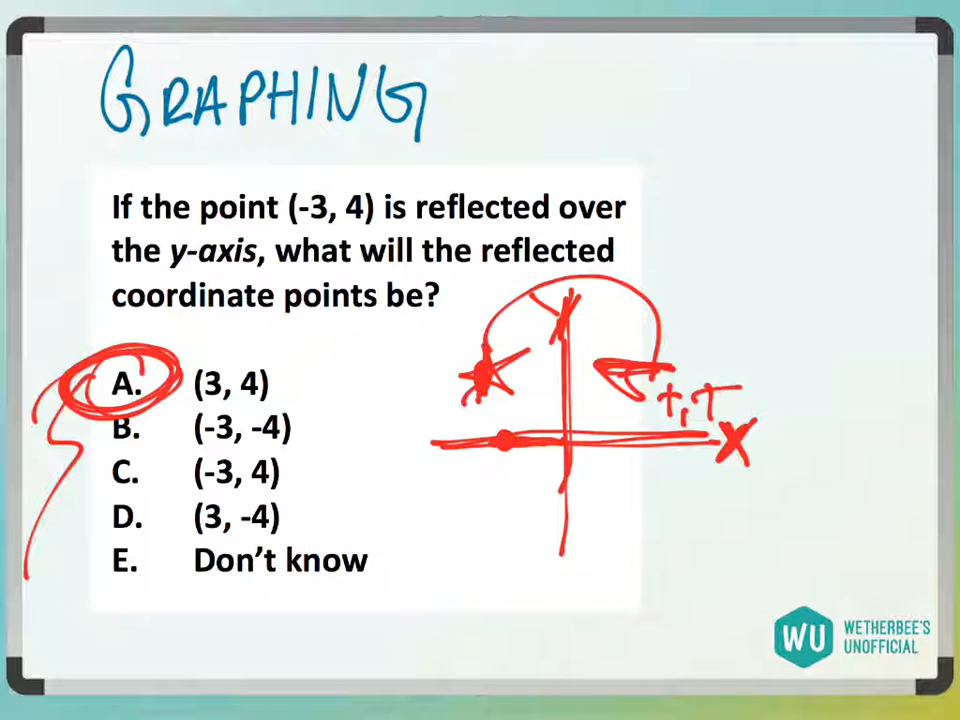 GRAPHING
If the point (-3, 4) is reflected over
the y-axis, what will the reflected
coordinate points be?
A. (3, 4)
B. (-3, -4)
C. (-3, 4)
D. (3, -4)
E. Don't know
Y
X
WU WETHERBEE'S
UNOFFICIAL